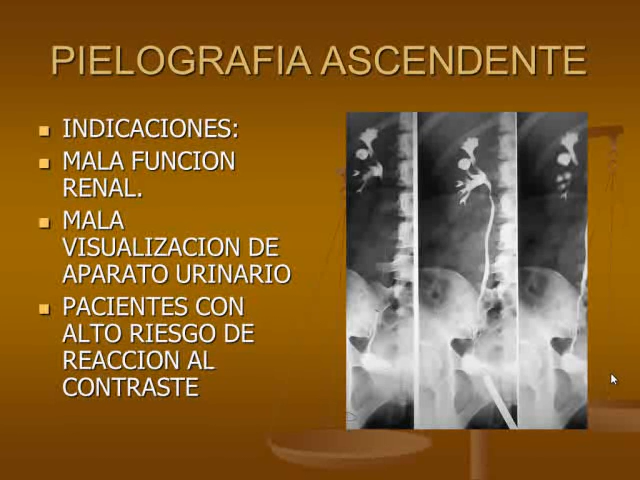 PIELOGRAFIA ASCENDENTE
INDICACIONES:
MALA FUNCION
RENAL.
MALA
VISUALIZACION DE
APARATO URINARIO
PACIENTES CON
ALTO RIESGO DE
REACCION AL
CONTRASTE